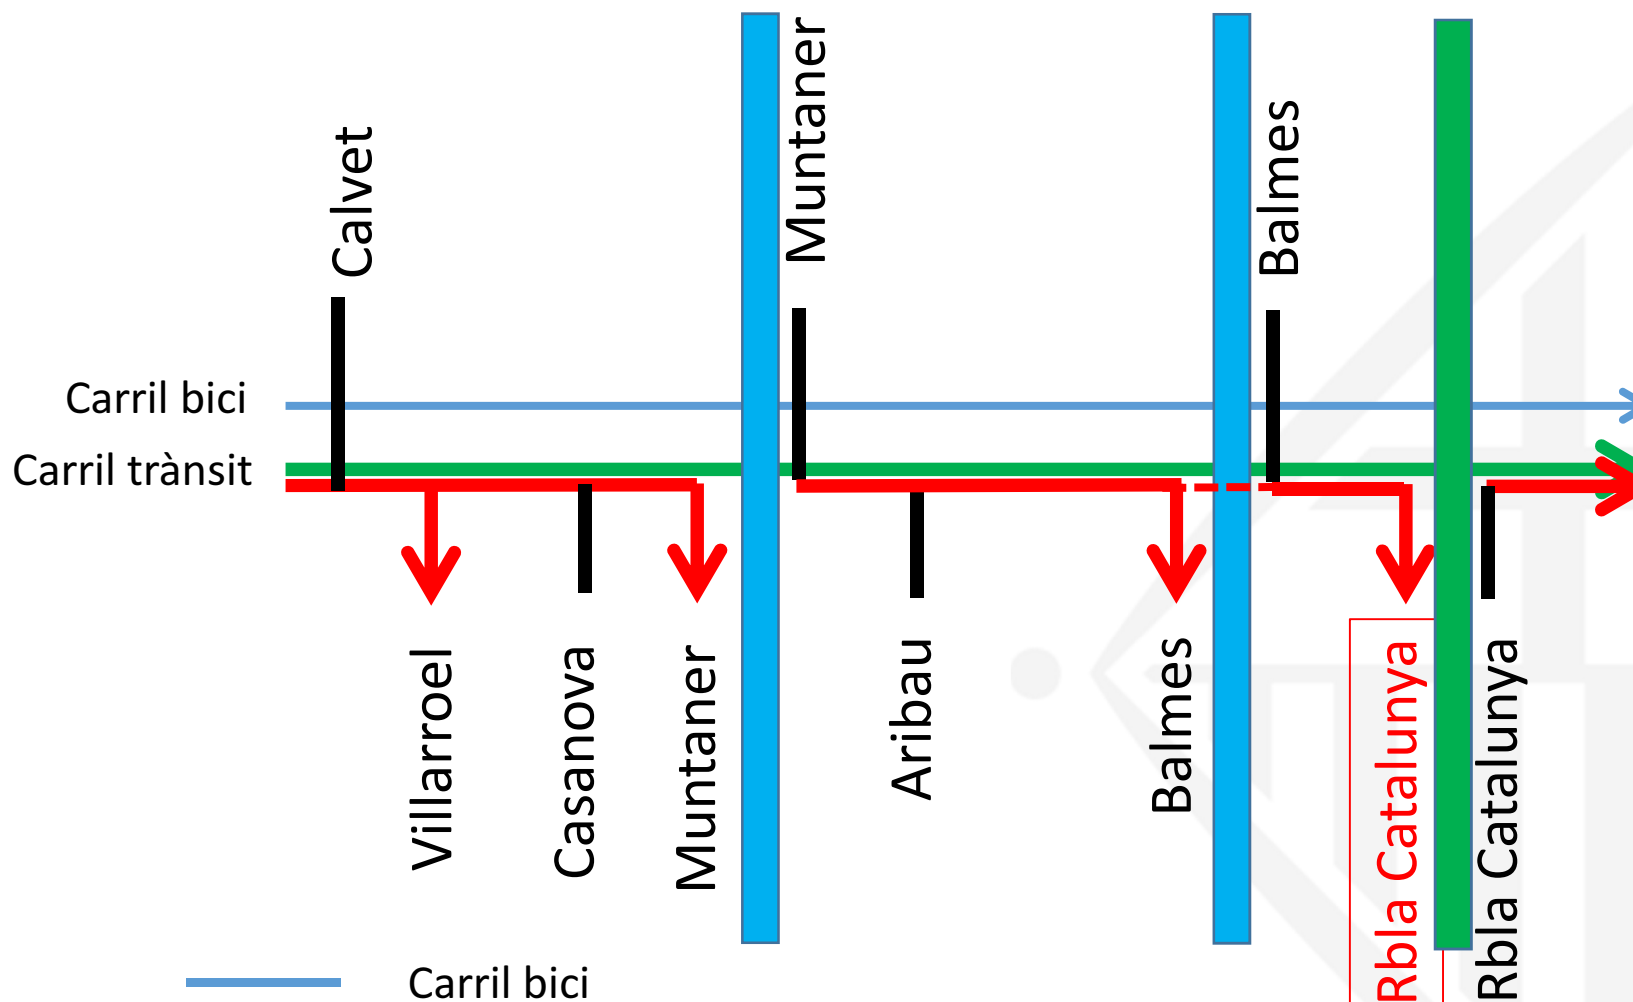 Calvet
Muntaner
Balmes
Carril bici
Carril trànsit
Villarroel
Casanova
Muntaner
Aribau
Balmes
Rbla Catalunya
Rbla Catalunya
Carril bici